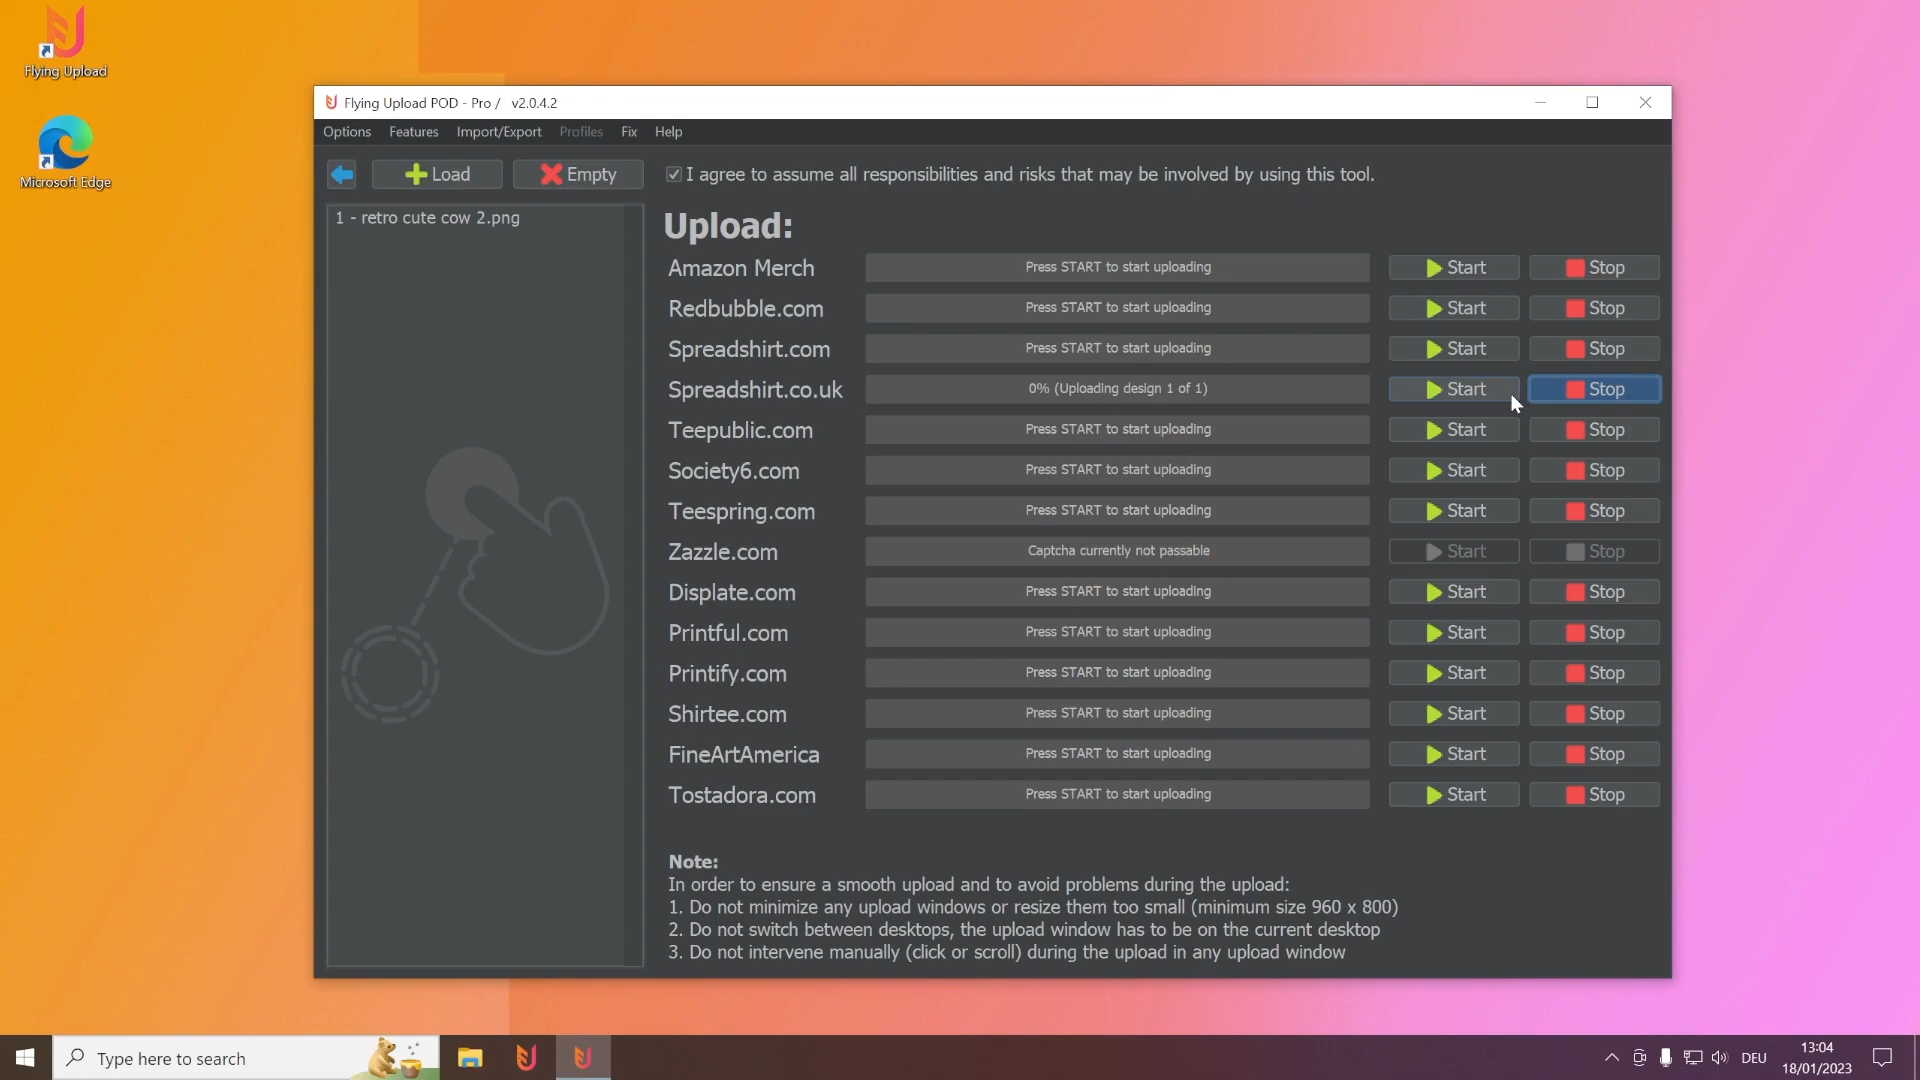 Flying Upload
Microsoft Edge
Flying Upload POD - Pro / v2.0.4.2
Options Features Import/Export Profiles Fix Help
Load Empty I agree to assume all responsibilities and risks that may be involved by using this tool.
1 - retro cute cow 2.png
Upload:
Amazon Merch Press START to start uploading Start Stop
Redbubble.com Press START to start uploading Start Stop
Spreadshirt.com Press START to start uploading Start Stop
Spreadshirt.co.uk 0% (Uploading design 1 of 1) Start Stop
Teepublic.com Press START to start uploading Start Stop
Society6.com Press START to start uploading Start Stop
Teespring.com Press START to start uploading Start Stop
Zazzle.com Captcha currently not passable Start Stop
Displate.com Press START to start uploading Start Stop
Printful.com Press START to start uploading Start Stop
Printify.com Press START to start uploading Start Stop
Shirtee.com Press START to start uploading Start Stop
FineArtAmerica Press START to start uploading Start Stop
Tostadora.com Press START to start uploading Start Stop
Note:
In order to ensure a smooth upload and to avoid problems during the upload:
1. Do not minimize any upload windows or resize them too small (minimum size 960 x 800)
2. Do not switch between desktops, the upload window has to be on the current desktop
3. Do not intervene manually (click or scroll) during the upload in any upload window
Type here to search
DEU
13:04
18/01/2023